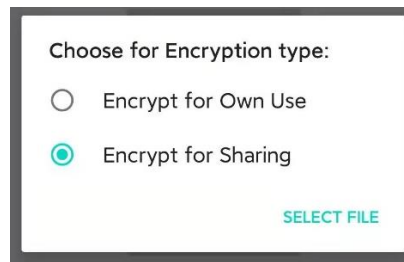 Choose for Encryption type:
Encrypt for Own Use
Encrypt for Sharing
SELECT FILE